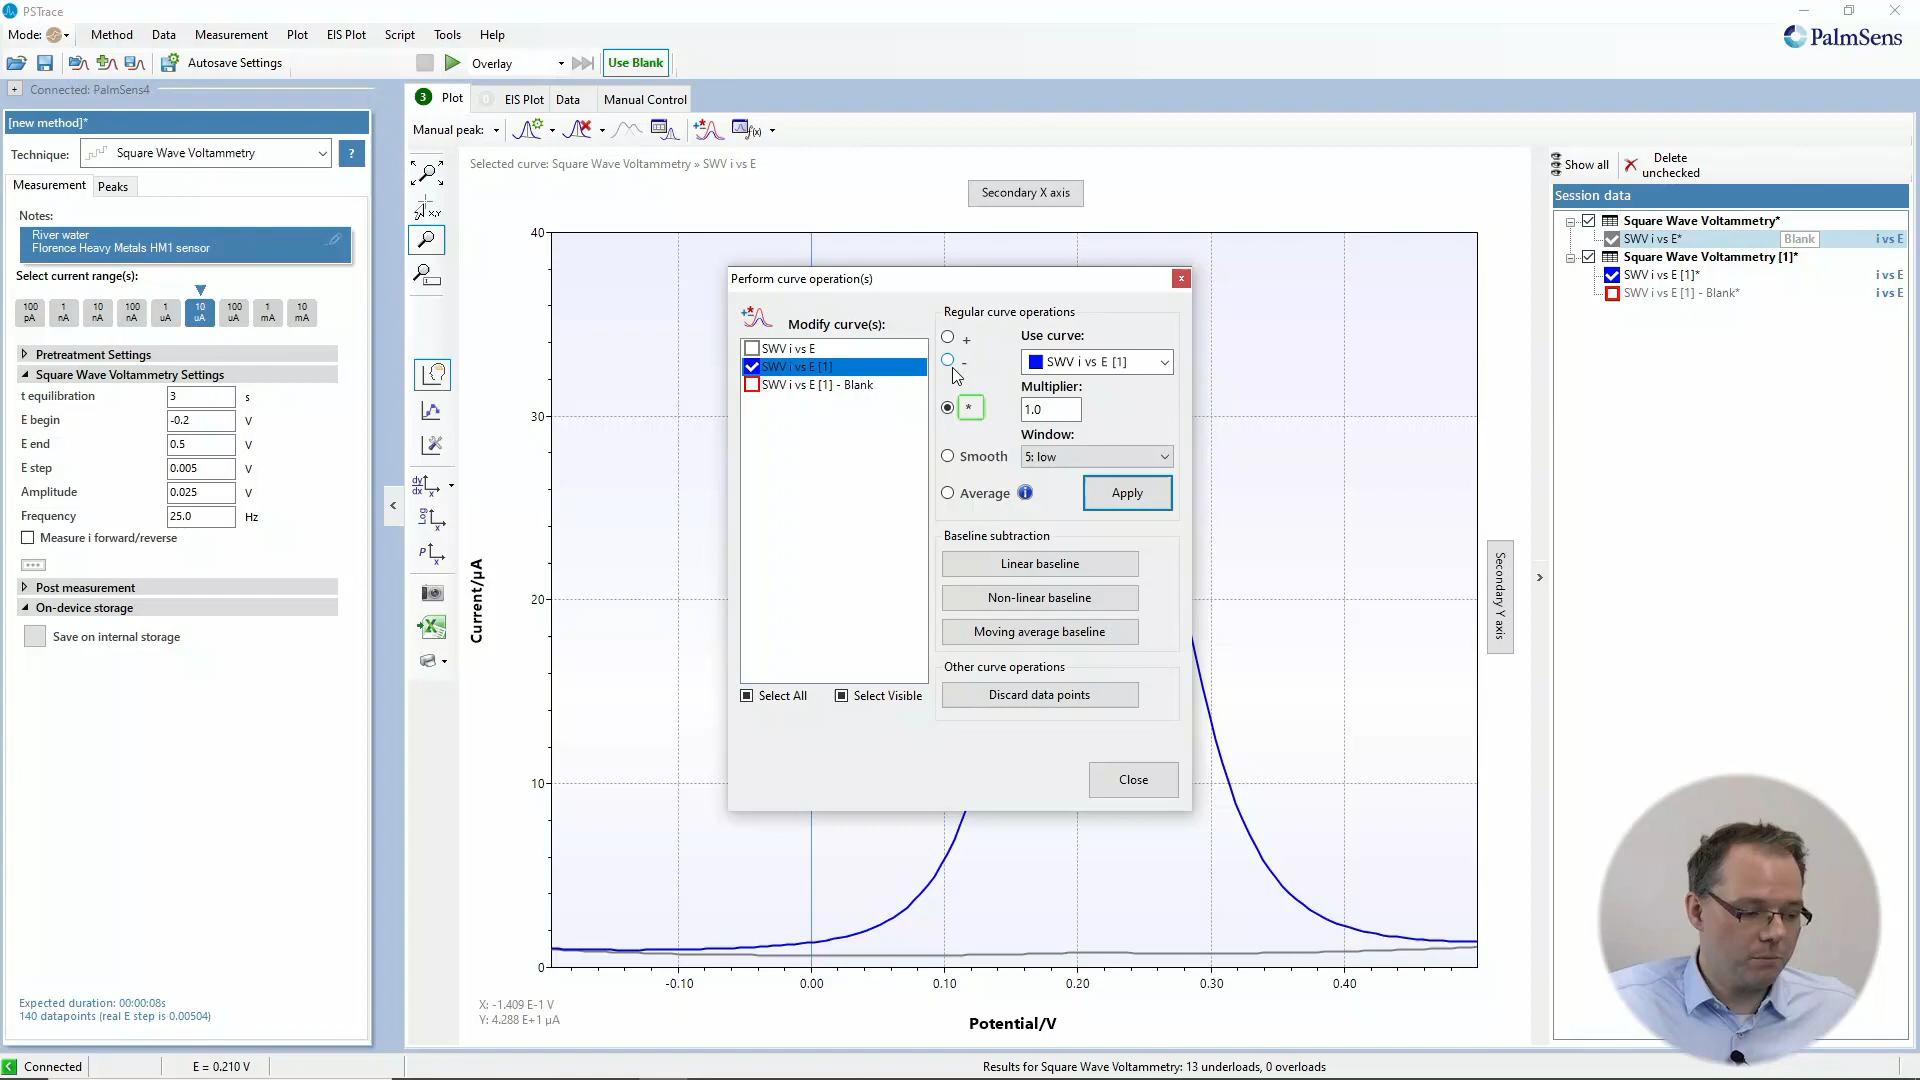 PSTrace
Mode: Method Data Measurement Plot EIS Plot Script Tools Help
PalmSens
Autosave Settings Overlay Use Blank
Connected: PalmSens4
3 Plot 0 EIS Plot Data Manual Control
[new method]*
Manual peak: f(x)
Technique: Square Wave Voltammetry ?
Measurement Peaks
Notes:
River water
Florence Heavy Metals HM1 sensor
Select current range(s):
100 pA 1 nA 10 nA 100 nA 1 uA 10 uA 100 uA 1 mA 10 mA
Pretreatment Settings
Square Wave Voltammetry Settings
t equilibration 3 s
E begin -0.2 V
E end 0.5 V
E step 0.005 V
Amplitude 0.025 V
Frequency 25.0 Hz
Measure i forward/reverse
Post measurement
On-device storage
Save on internal storage
Expected duration: 00:00:08s
140 datapoints (real E step is 0.00504)
x,y
dy/dx x
Log x
P x
Selected curve: Square Wave Voltammetry » SWV i vs E
Secondary X axis
40
30
20
10
0
Current/µA
-0.10 0.00 0.10 0.20 0.30 0.40
X: -1.409 E-1 V
Y: 4.288 E+1 µA
Potential/V
Secondary Y axis
Perform curve operation(s) x
Modify curve(s):
SWV i vs E
SWV i vs E [1]
SWV i vs E [1] - Blank
Select All Select Visible
Regular curve operations
+
-
*
Use curve:
SWV i vs E [1]
Multiplier:
1.0
Window:
Smooth 5: low
Average i Apply
Baseline subtraction
Linear baseline
Non-linear baseline
Moving average baseline
Other curve operations
Discard data points
Close
Show all Delete unchecked
Session data
Square Wave Voltammetry*
SWV i vs E* Blank i vs E
Square Wave Voltammetry [1]*
SWV i vs E [1]* i vs E
SWV i vs E [1] - Blank* i vs E
Connected E = 0.210 V Results for Square Wave Voltammetry: 13 underloads, 0 overloads